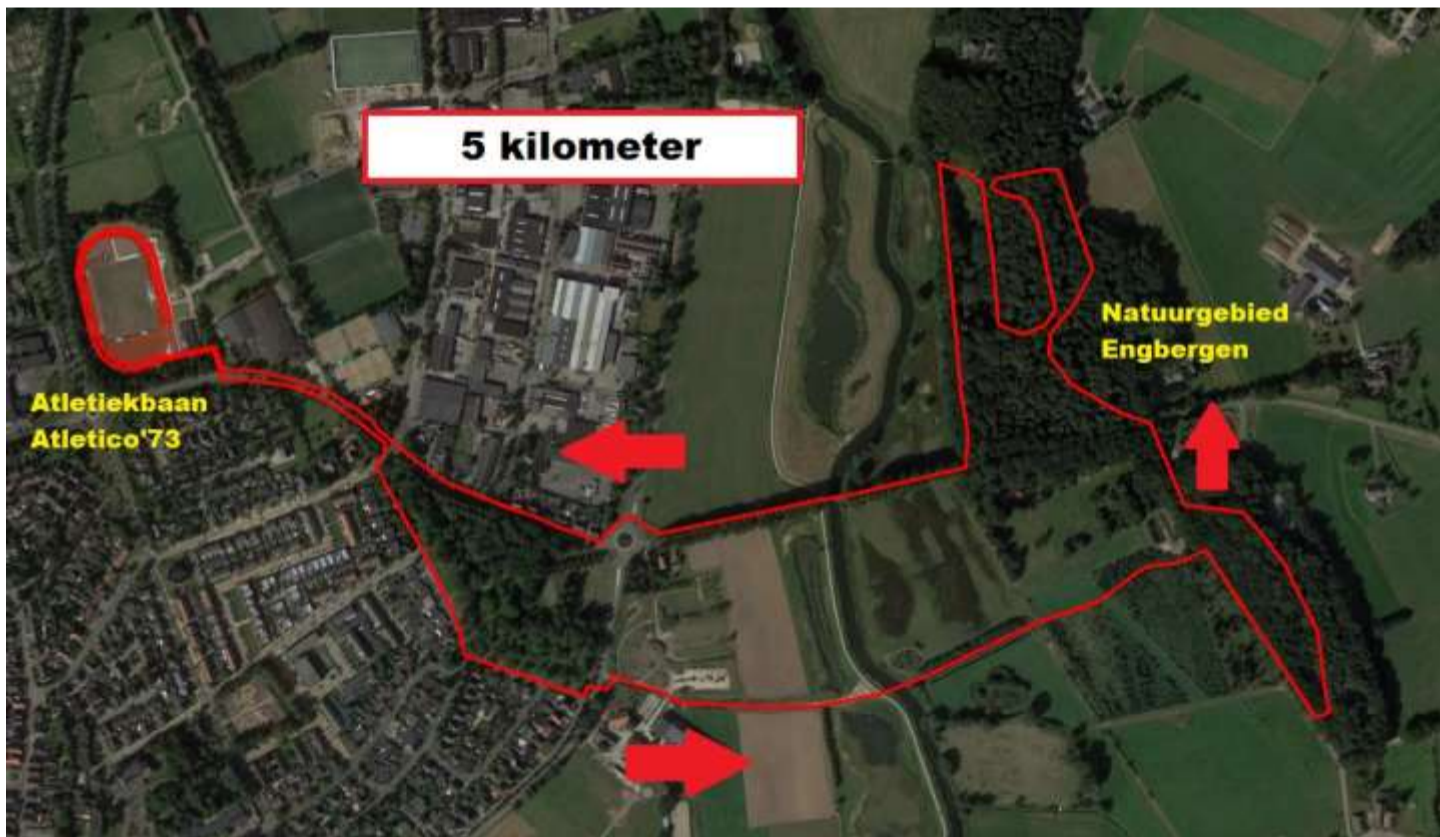 5 kilometer
Natuurgebied
Engbergen
Atletiekbaan
Atletico'73